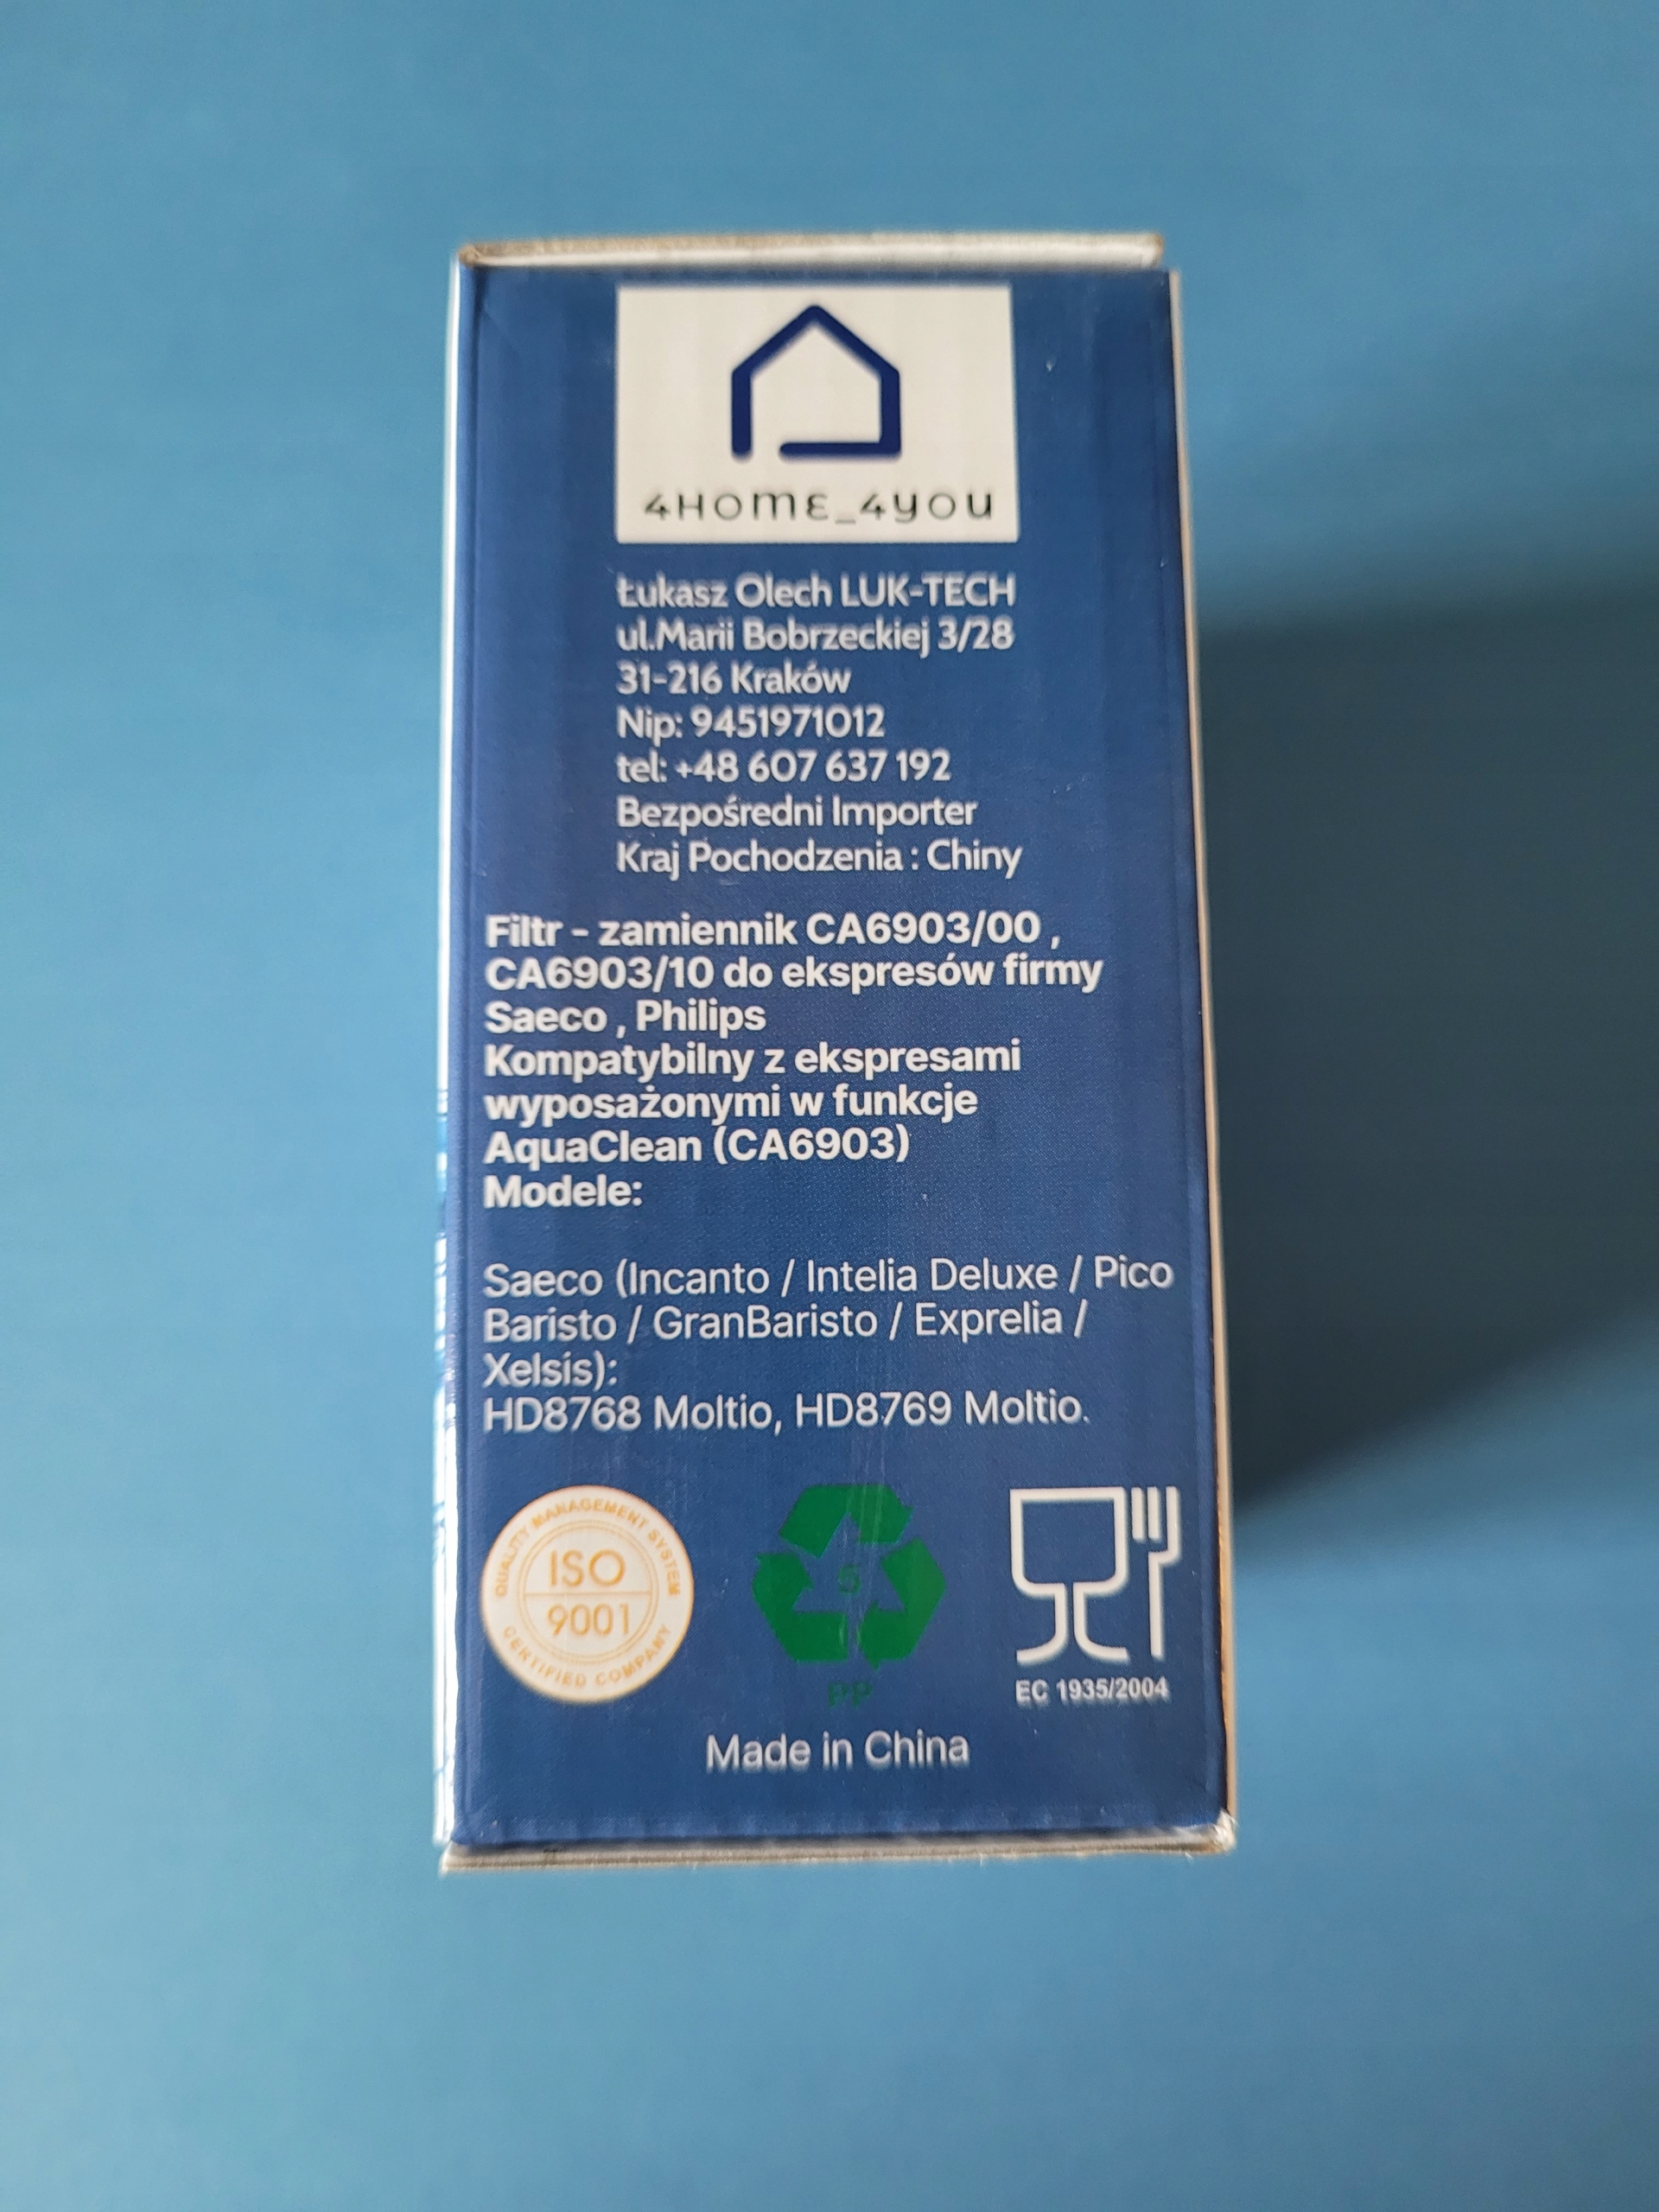 4HOME_4YOU
Łukasz Olech LUK-TECH
ul.Marii Bobrzeckiej 3/28
31-216 Kraków
Nip: 9451971012
tel: +48 607 637 192
Bezpośredni Importer
Kraj Pochodzenia : Chiny
Filtr - zamiennik CA6903/00 ,
CA6903/10 do ekspresów firmy
Saeco , Philips
Kompatybilny z ekspresami
wyposażonymi w funkcje
AquaClean (CA6903)
Modele:
Saeco (Incanto / Intelia Deluxe / Pico
Baristo / GranBaristo / Exprelia /
Xelsis):
HD8768 Moltio, HD8769 Moltio.
QUALITY MANAGEMENT SYSTEM
ISO
9001
CERTIFIED COMPANY
5
PP
EC 1935/2004
Made in China